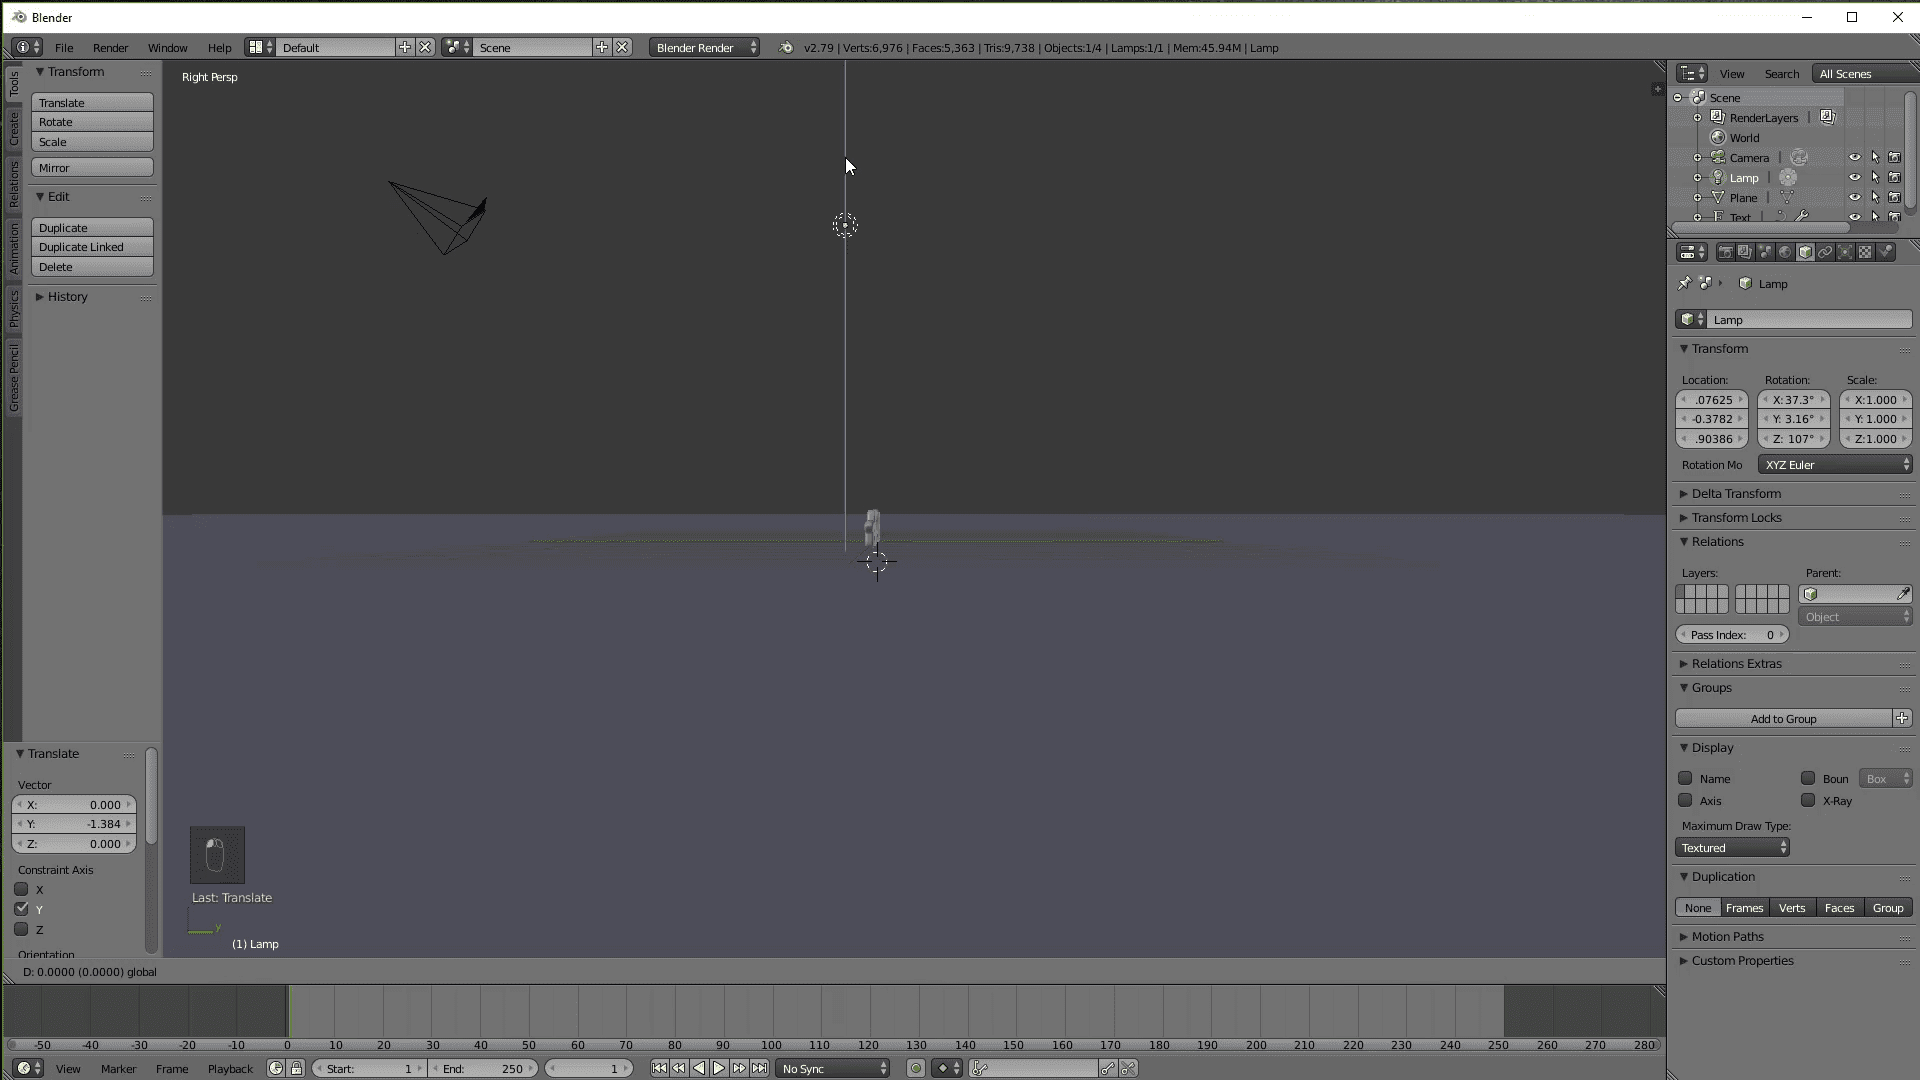 Blender
File Render Window Help Default Scene Blender Render v2.79 | Verts:6,976 | Faces:5,363 | Tris:9,738 | Objects:1/4 | Lamps:1/1 | Mem:45.94M | Lamp
Tools
Create
Relations
Animation
Physics
Grease Pencil
Transform
Translate
Rotate
Scale
Mirror
Edit
Duplicate
Duplicate Linked
Delete
History
Translate
Vector
X: 0.000
Y: -1.384
Z: 0.000
Constraint Axis
X
Y
Z
Orientation
Right Persp
Last: Translate
y
(1) Lamp
D: 0.0000 (0.0000) global
-50 -40 -30 -20 -10 0 10 20 30 40 50 60 70 80 90 100 110 120 130 140 150 160 170 180 190 200 210 220 230 240 250 260 270 280
View Marker Frame Playback Start: 1 End: 250 1 No Sync
View Search All Scenes
Scene
RenderLayers
World
Camera
Lamp
Plane
Text
Lamp
Lamp
Transform
Location: Rotation: Scale:
.07625 X:37.3° X:1.000
-0.3782 Y: 3.16° Y: 1.000
.90386 Z: 107° Z:1.000
Rotation Mo XYZ Euler
Delta Transform
Transform Locks
Relations
Layers: Parent:
Object
Pass Index: 0
Relations Extras
Groups
Add to Group
Display
Name Boun Box
Axis X-Ray
Maximum Draw Type:
Textured
Duplication
None Frames Verts Faces Group
Motion Paths
Custom Properties